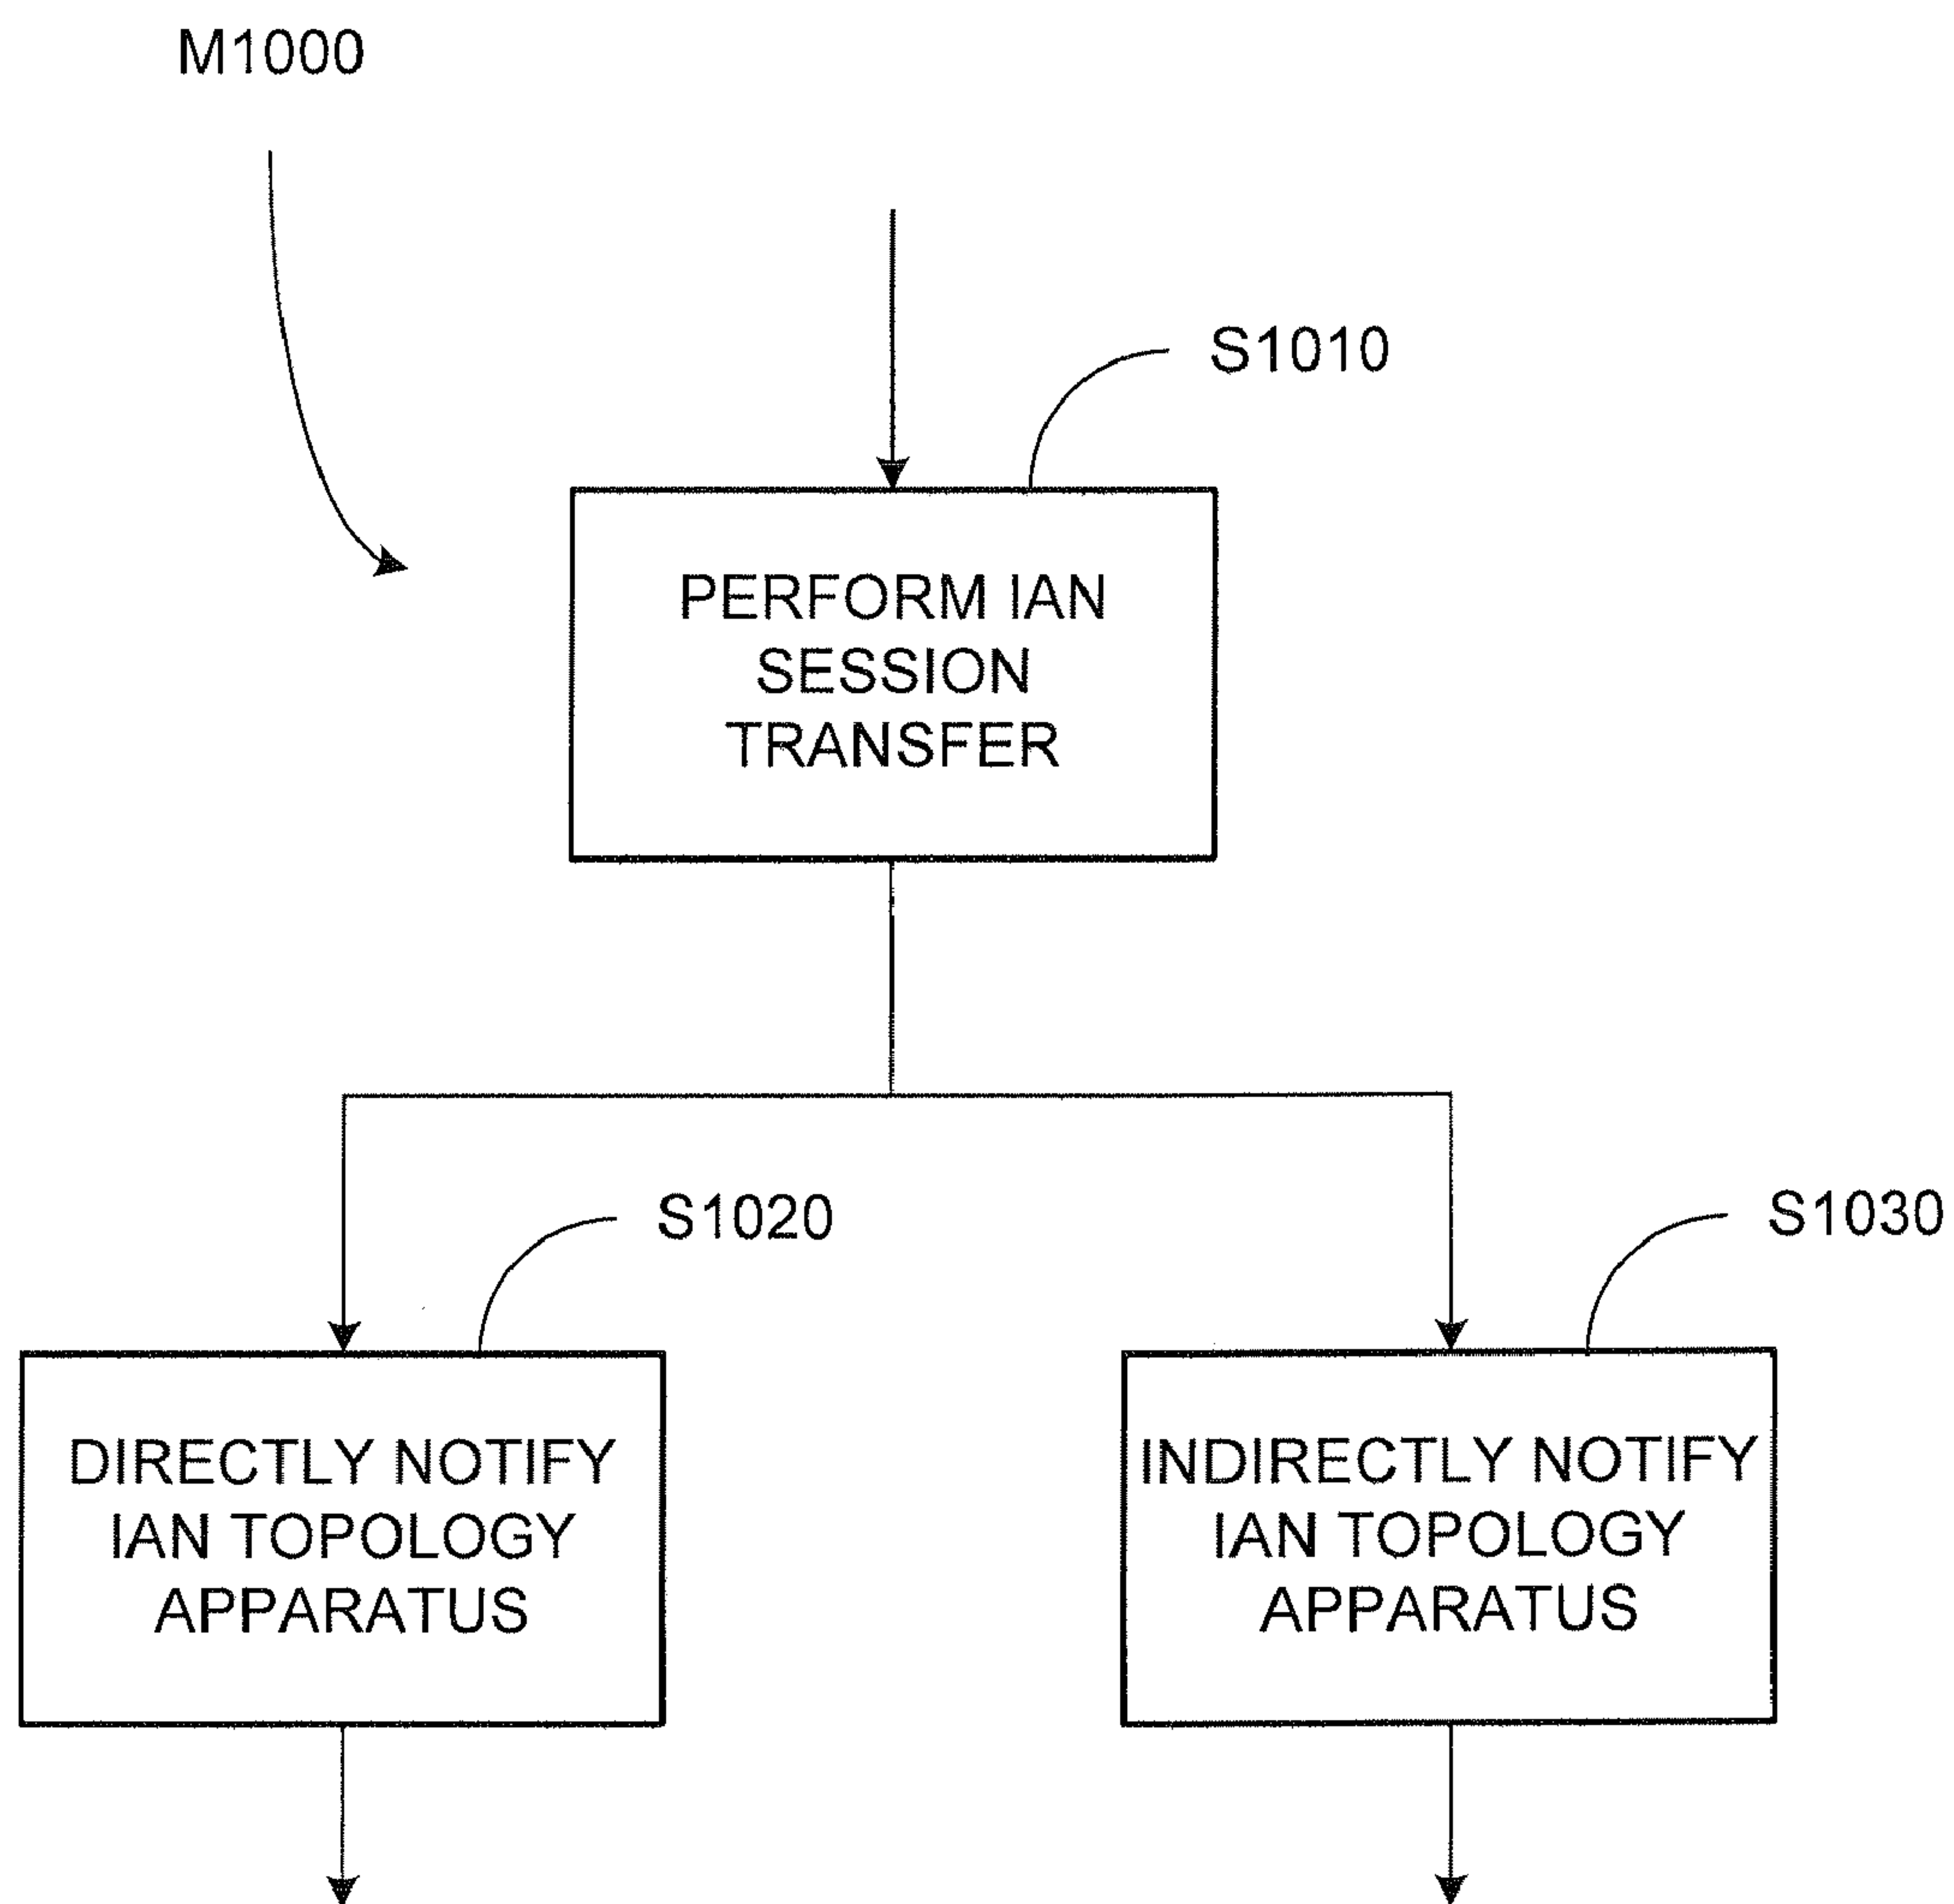 M1000
S1010
PERFORM IAN
SESSION
TRANSFER
S1020
S1030
DIRECTLY NOTIFY
IAN TOPOLOGY
APPARATUS
INDIRECTLY NOTIFY
IAN TOPOLOGY
APPARATUS